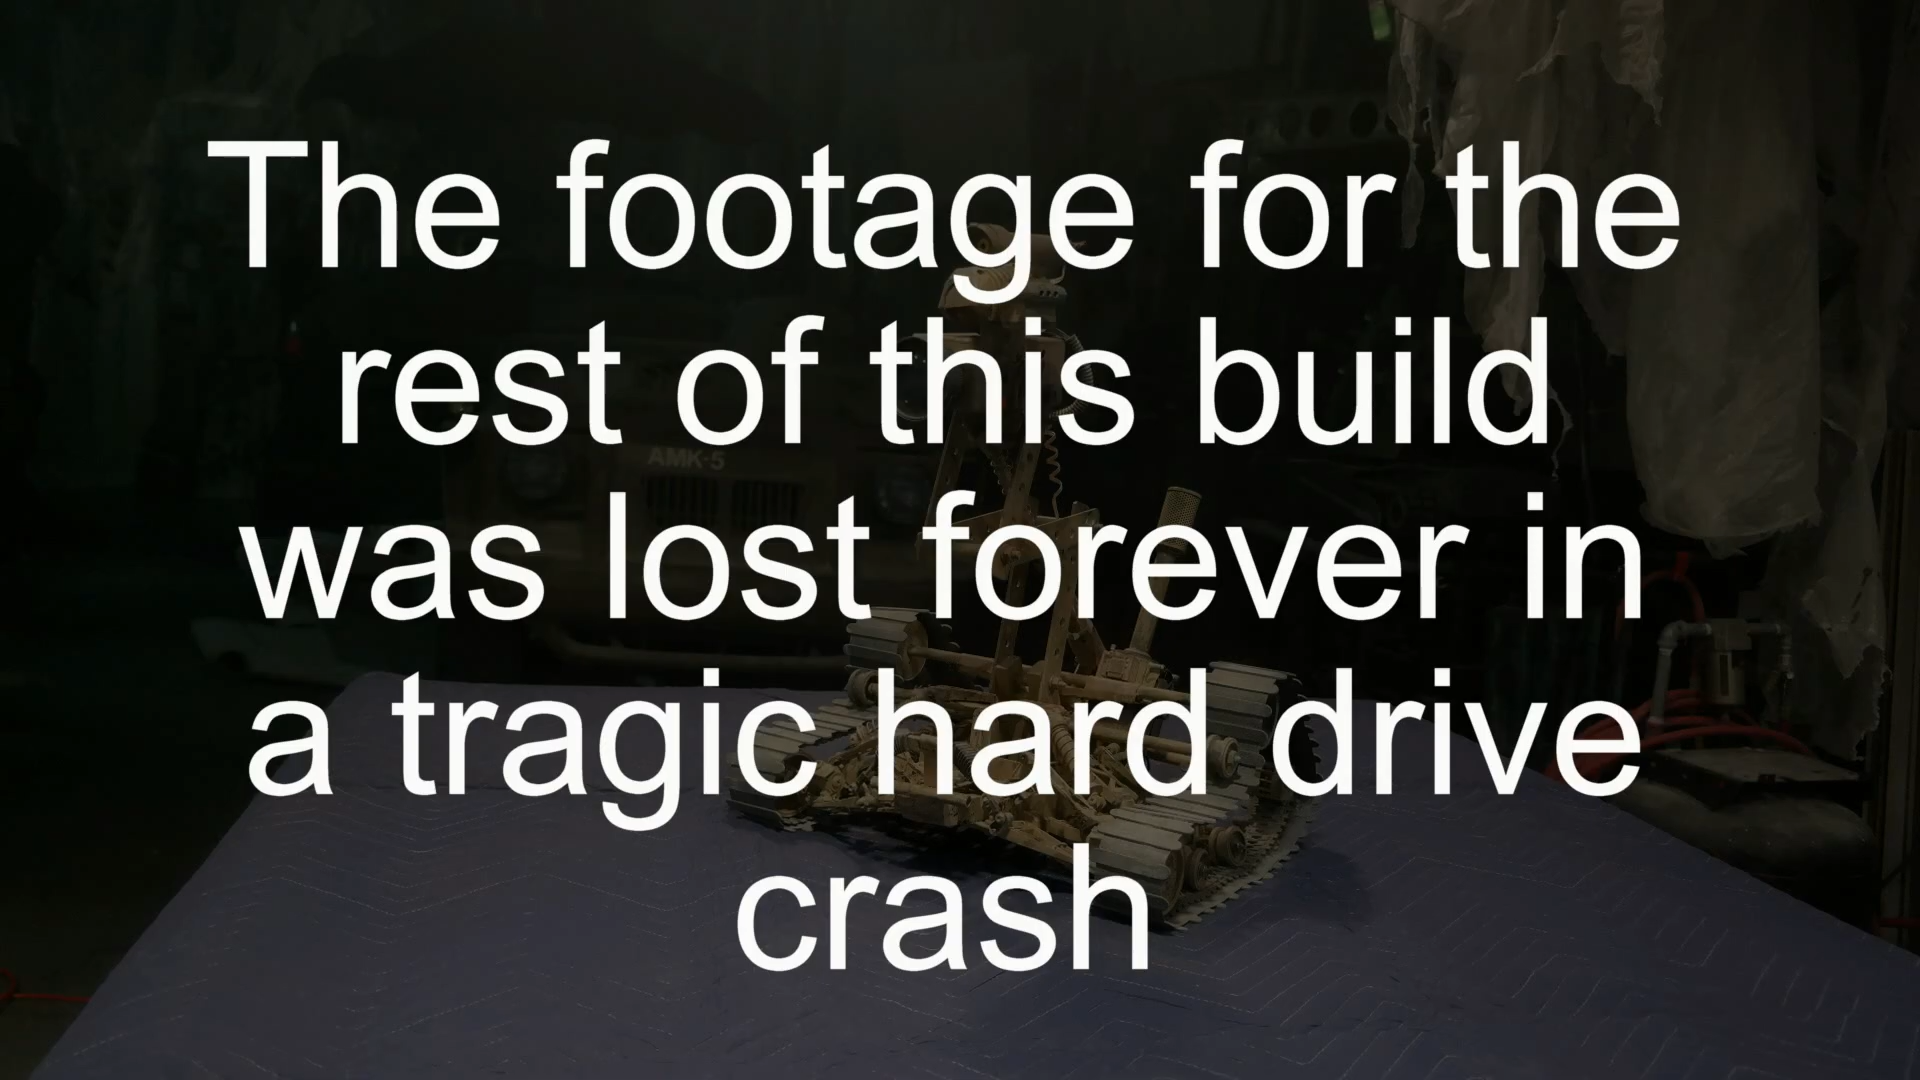 The footage for the
rest of this build
was lost forever in
a tragic hard drive
crash
AMK-5